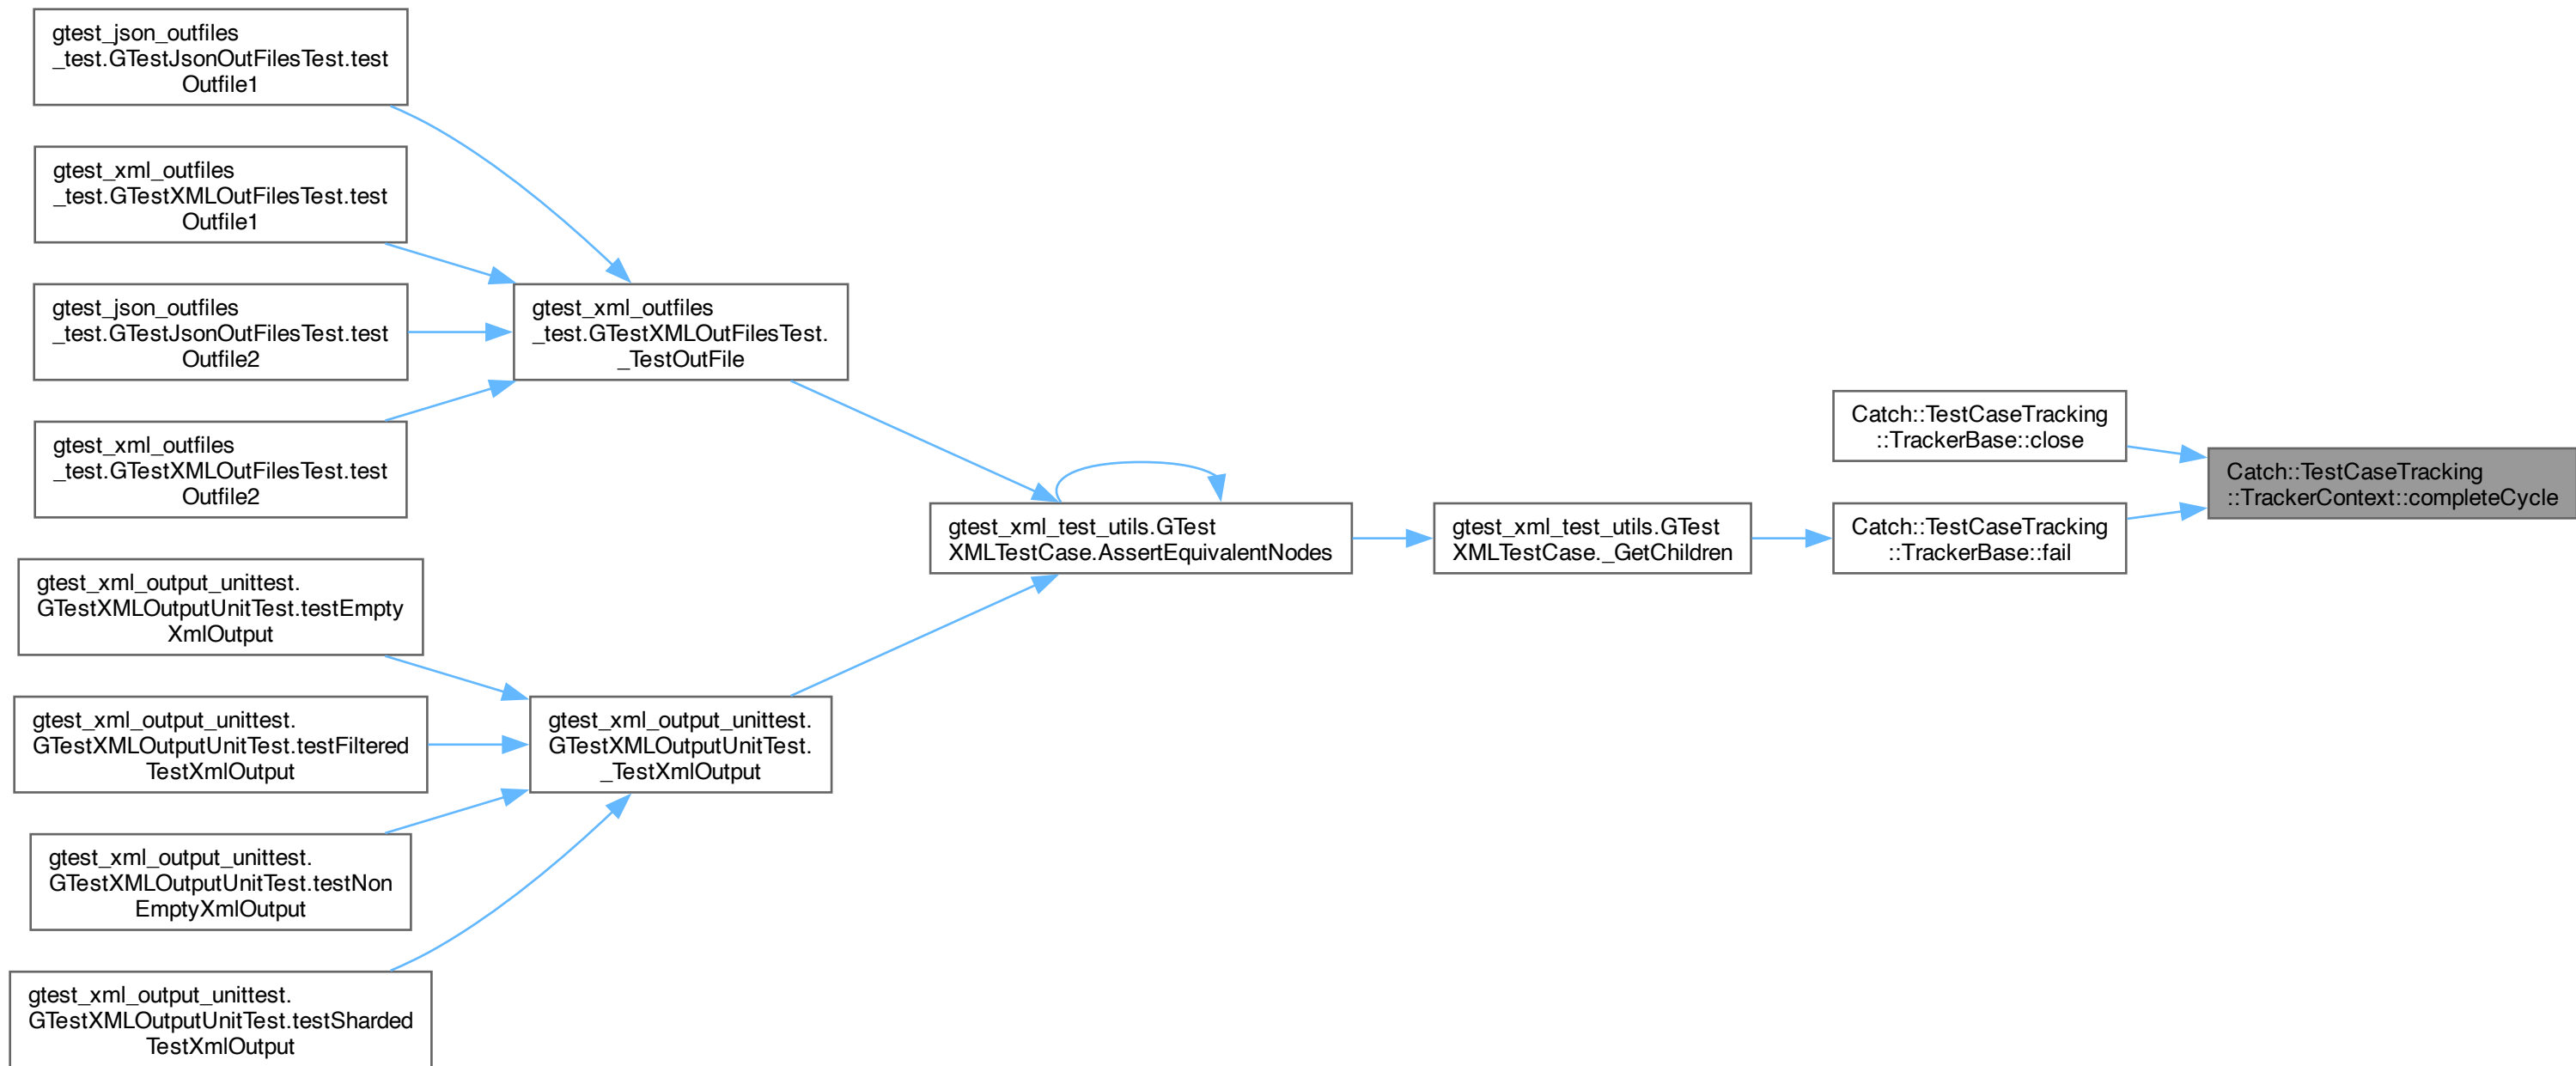 gtest_json_outfiles
_test.GTestJsonOutFilesTest.test
Outfile1
gtest_xml_outfiles
_test.GTestXMLOutFilesTest.test
Outfile1
gtest_json_outfiles
_test.GTestJsonOutFilesTest.test
Outfile2
gtest_xml_outfiles
_test.GTestXMLOutFilesTest.test
Outfile2
gtest_xml_output_unittest.
GTestXMLOutputUnitTest.testEmpty
XmlOutput
gtest_xml_output_unittest.
GTestXMLOutputUnitTest.testFiltered
TestXmlOutput
gtest_xml_output_unittest.
GTestXMLOutputUnitTest.testNon
EmptyXmlOutput
gtest_xml_output_unittest.
GTestXMLOutputUnitTest.testSharded
TestXmlOutput
gtest_xml_outfiles
_test.GTestXMLOutFilesTest.
_TestOutFile
gtest_xml_output_unittest.
GTestXMLOutputUnitTest.
_TestXmlOutput
gtest_xml_test_utils.GTest
XMLTestCase.AssertEquivalentNodes
gtest_xml_test_utils.GTest
XMLTestCase._GetChildren
Catch::TestCaseTracking
::TrackerBase::close
Catch::TestCaseTracking
::TrackerBase::fail
Catch::TestCaseTracking
::TrackerContext::completeCycle